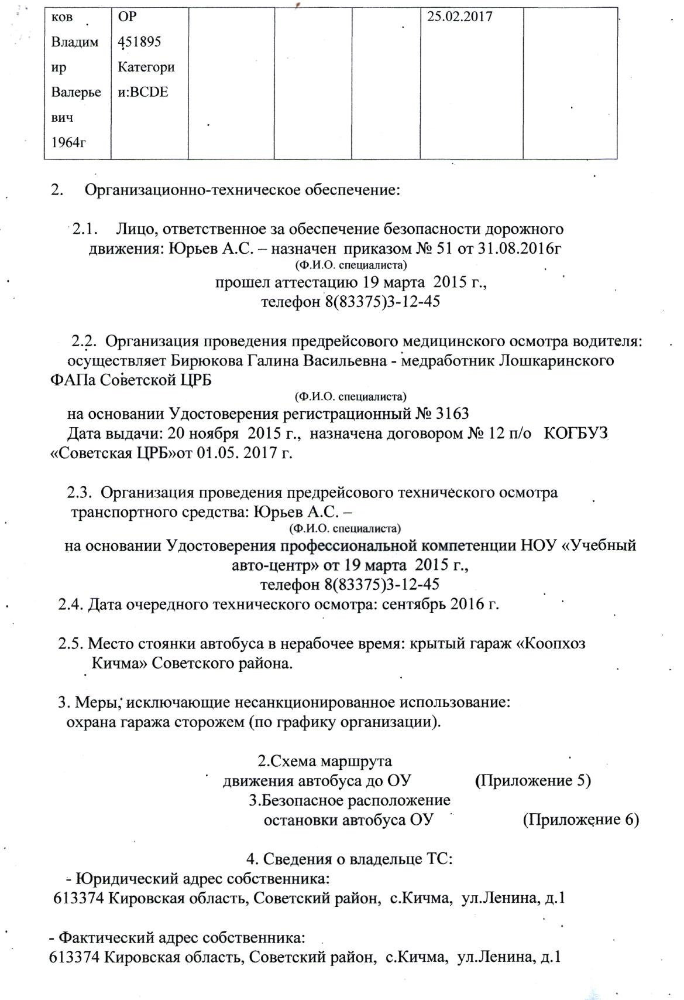 ков
Владим
ир
Валерье
вич
1964г
ОР
451895
Категори
и:BCDE
25.02.2017
2. Организационно-техническое обеспечение:
2.1. Лицо, ответственное за обеспечение безопасности дорожного
движения: Юрьев А.С. – назначен приказом № 51 от 31.08.2016г
(Ф.И.О. специалиста)
прошел аттестацию 19 марта 2015 г.,
телефон 8(83375)3-12-45
2.2. Организация проведения предрейсового медицинского осмотра водителя:
осуществляет Бирюкова Галина Васильевна - медработник Лошкаринского
ФАПа Советской ЦРБ
(Ф.И.О. специалиста)
на основании Удостоверения регистрационный № 3163
Дата выдачи: 20 ноября 2015 г., назначена договором № 12 п/о КОГБУЗ
«Советская ЦРБ»от 01.05. 2017 г.
2.3. Организация проведения предрейсового технического осмотра
транспортного средства: Юрьев А.С. –
(Ф.И.О. специалиста)
на основании Удостоверения профессиональной компетенции НОУ «Учебный
авто-центр» от 19 марта 2015 г.,
телефон 8(83375)3-12-45
2.4. Дата очередного технического осмотра: сентябрь 2016 г.
2.5. Место стоянки автобуса в нерабочее время: крытый гараж «Коопхоз
Кичма» Советского района.
3. Меры, исключающие несанкционированное использование:
охрана гаража сторожем (по графику организации).
2.Схема маршрута
движения автобуса до ОУ (Приложение 5)
3.Безопасное расположение
остановки автобуса ОУ (Приложение 6)
4. Сведения о владельце ТС:
- Юридический адрес собственника:
613374 Кировская область, Советский район, с.Кичма, ул.Ленина, д.1
- Фактический адрес собственника:
613374 Кировская область, Советский район, с.Кичма, ул.Ленина, д.1